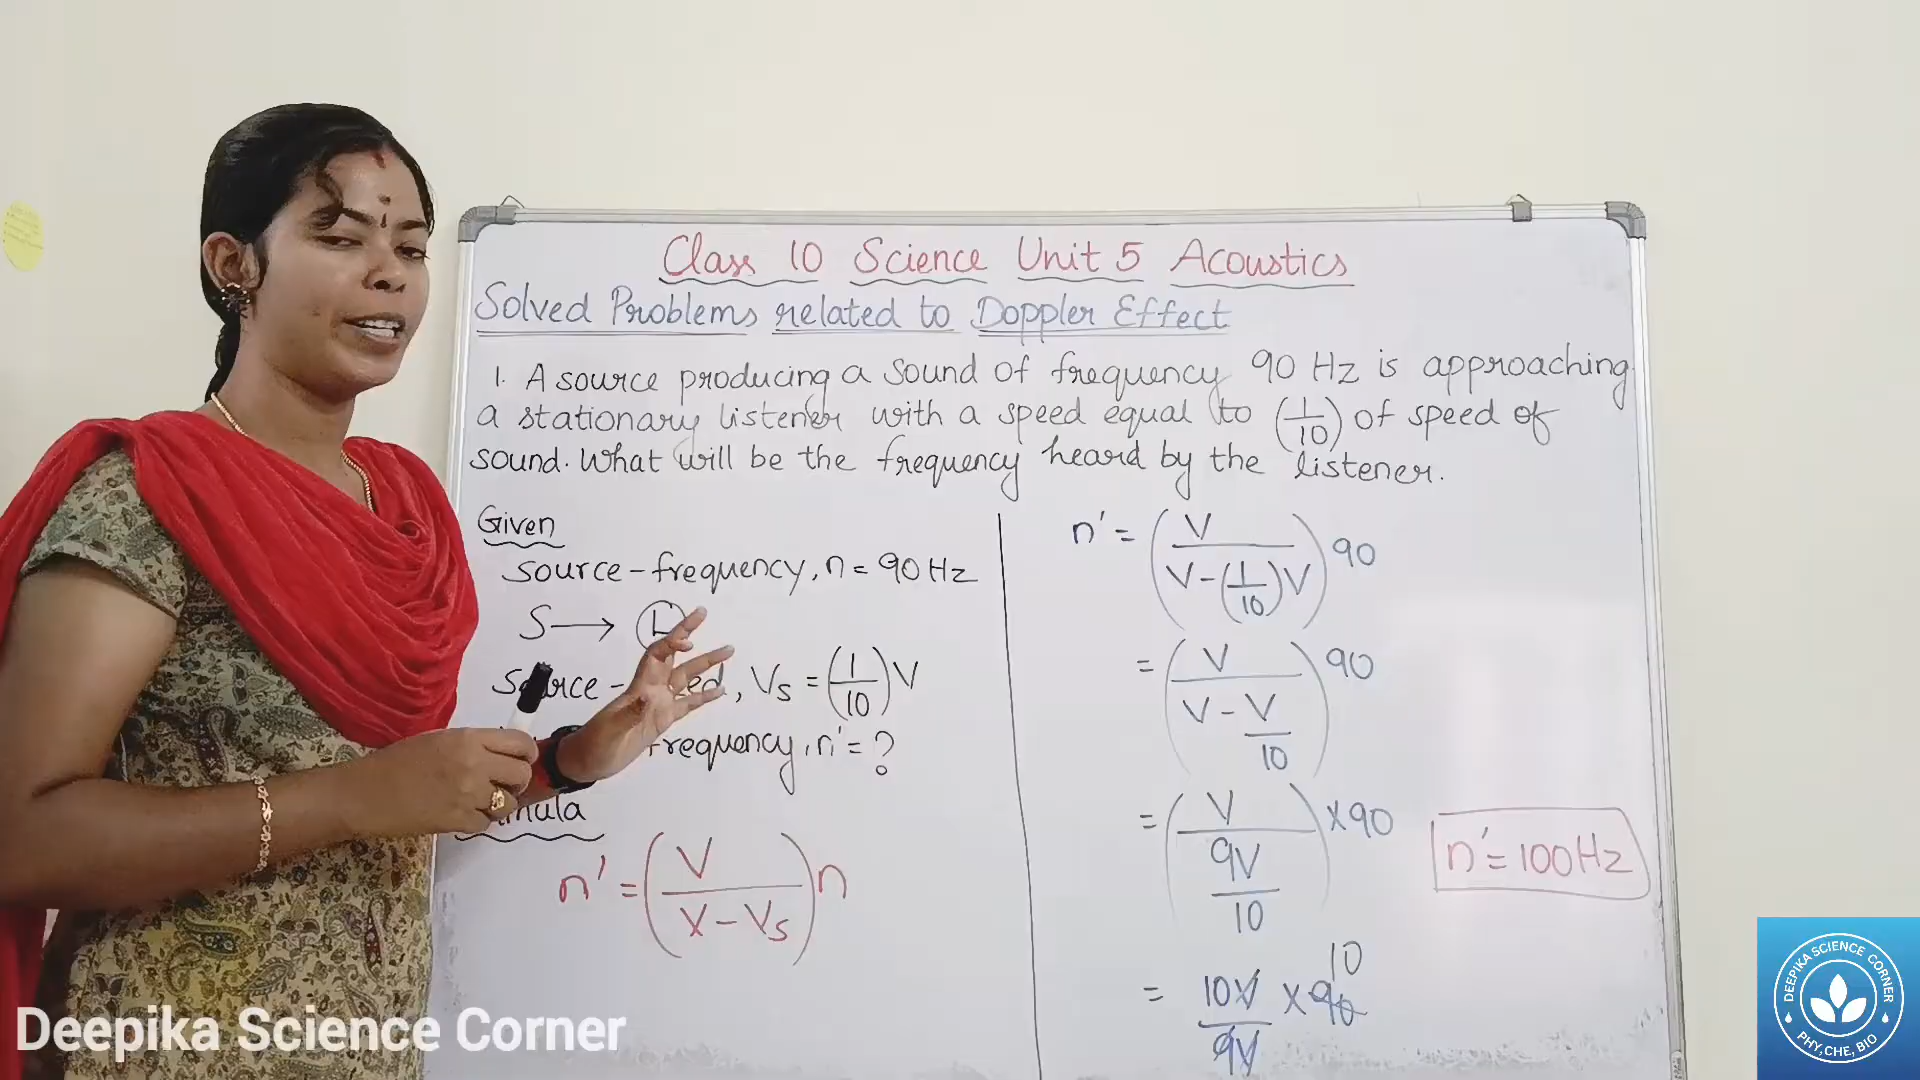 Class 10 Science Unit 5 Acoustics
Solved Problems related to Doppler Effect
1. A source producing a sound of frequency 90 Hz is approaching
a stationary listener with a speed equal to (1/10) of speed of
sound. What will be the frequency heard by the listener.
Given
Source-frequency, n = 90 Hz
S → L
Vs = (1/10)V
frequency, n' = ?
Formula
n' = (V/(V-Vs))n
n' = (V/(V-(1/10)V))90
= (V/(V-V/10))90
= (V/(9V/10)) x 90
= 10V/9V x 90
10
n' = 100 Hz
Deepika Science Corner
DEEPIKA SCIENCE CORNER
PHY, CHE, BIO